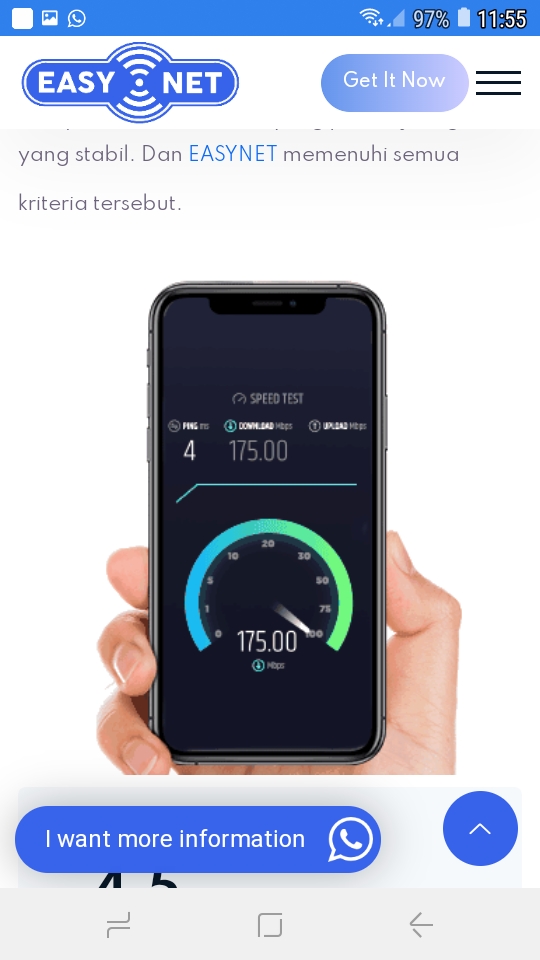 97% 11:55
EASY NET
Get It Now
yang stabil. Dan EASYNET memenuhi semua
kriteria tersebut.
SPEED TEST
PING ms DOWNLOAD Mbps UPLOAD Mbps
4 175.00
20
10 30
5 50
1 75
0 175.00 100
Mbps
I want more information
4.5